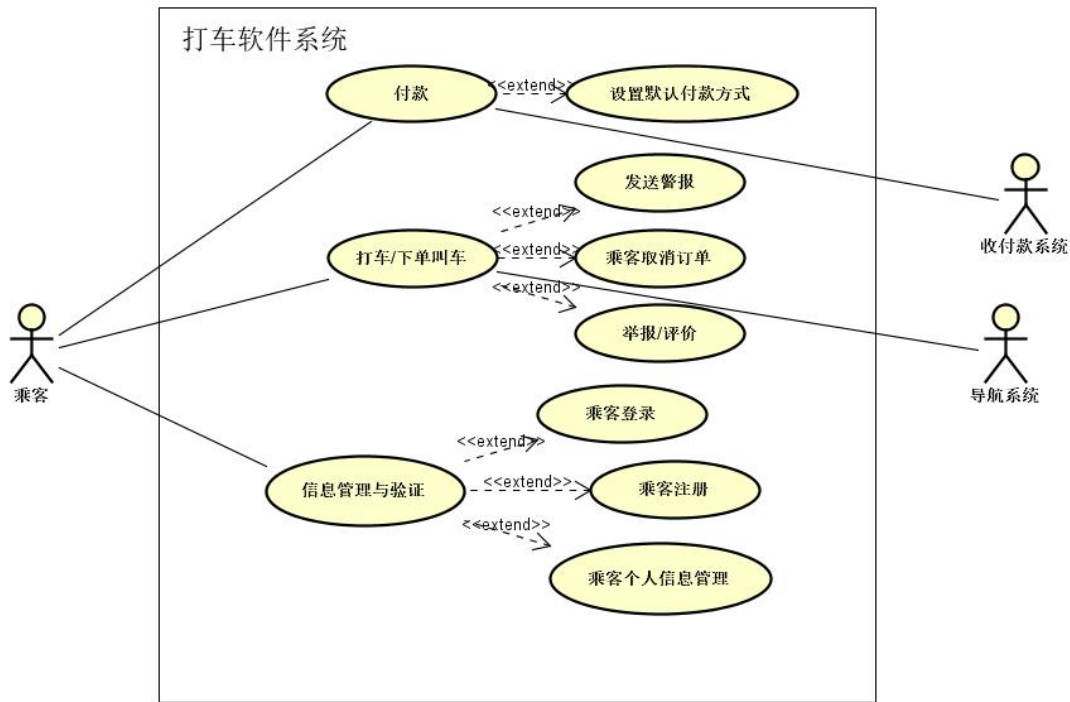 打车软件系统
付款
<<extend>>
设置默认付款方式
发送警报
<<extend>>
收付款系统
打车/下单叫车
<<extend>>
乘客取消订单
<<extend>>
举报/评价
乘客
导航系统
乘客登录
<<extend>>
信息管理与验证
<<extend>>
乘客注册
<<extend>>
乘客个人信息管理